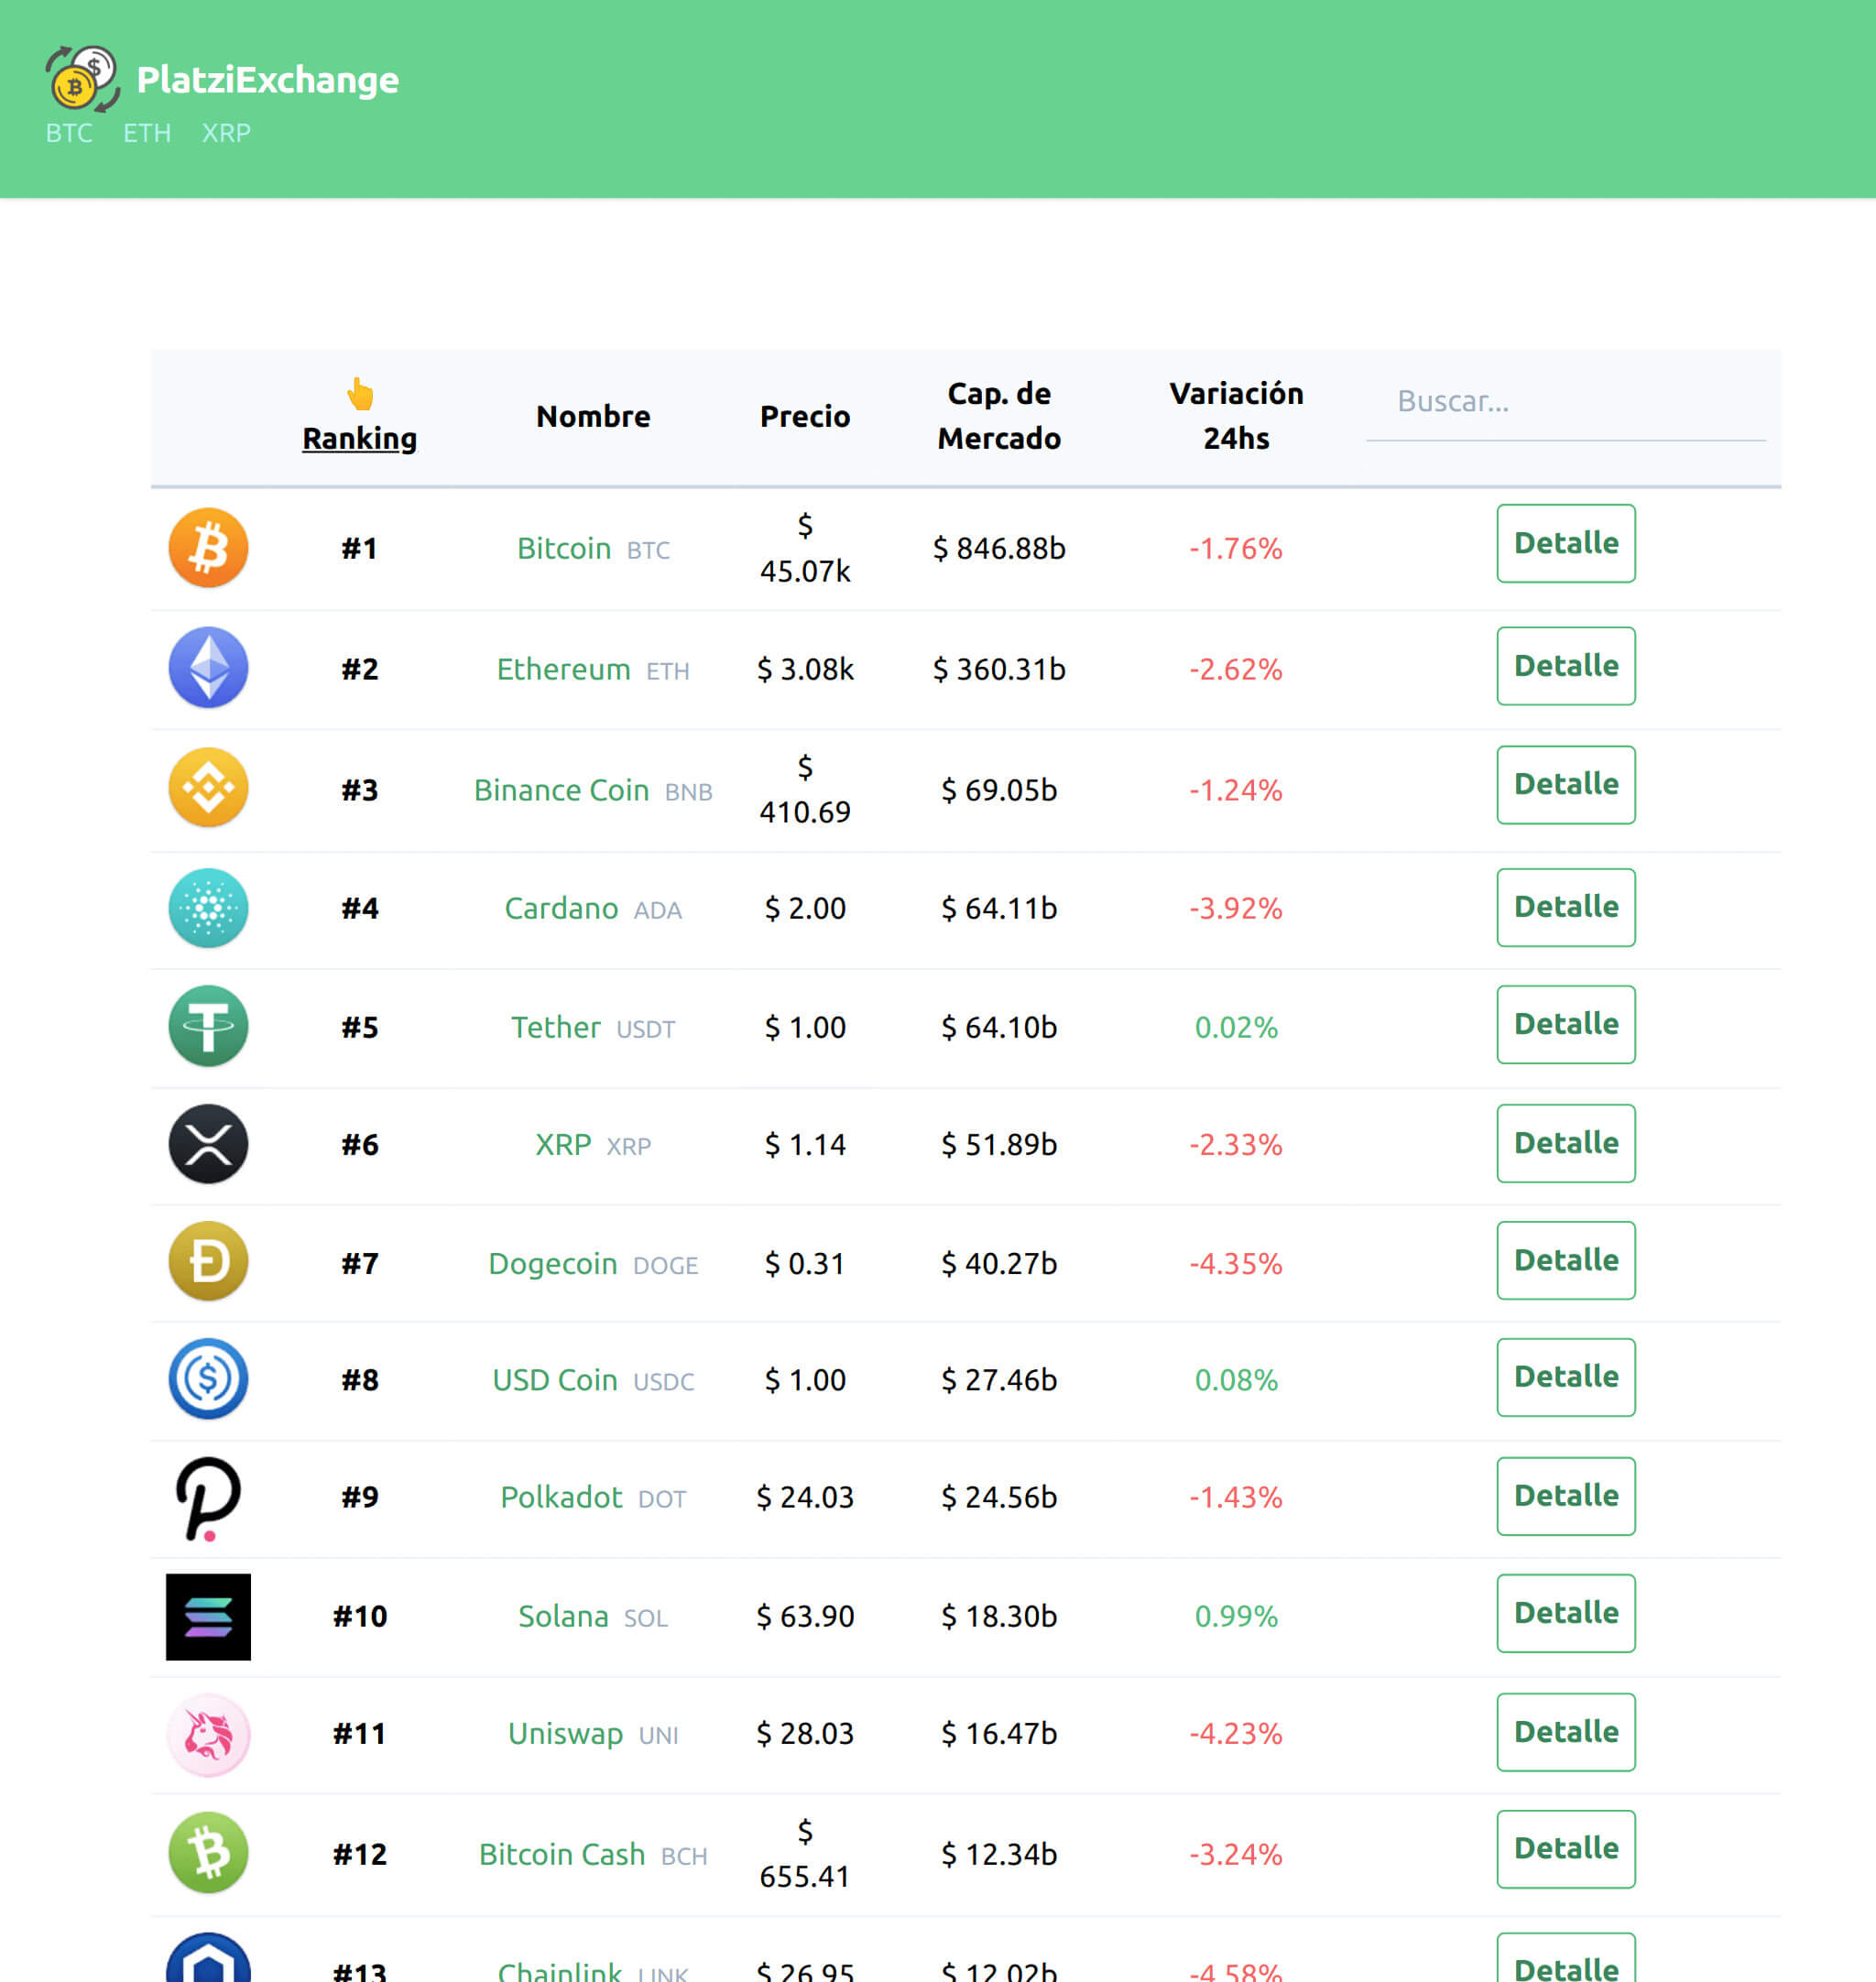 PlatziExchange
BTC ETH XRP
👆
Ranking Nombre Precio Cap. de Mercado Variación 24hs Buscar...
#1 Bitcoin BTC $ 45.07k $ 846.88b -1.76% Detalle
#2 Ethereum ETH $ 3.08k $ 360.31b -2.62% Detalle
#3 Binance Coin BNB $ 410.69 $ 69.05b -1.24% Detalle
#4 Cardano ADA $ 2.00 $ 64.11b -3.92% Detalle
#5 Tether USDT $ 1.00 $ 64.10b 0.02% Detalle
#6 XRP XRP $ 1.14 $ 51.89b -2.33% Detalle
#7 Dogecoin DOGE $ 0.31 $ 40.27b -4.35% Detalle
#8 USD Coin USDC $ 1.00 $ 27.46b 0.08% Detalle
#9 Polkadot DOT $ 24.03 $ 24.56b -1.43% Detalle
#10 Solana SOL $ 63.90 $ 18.30b 0.99% Detalle
#11 Uniswap UNI $ 28.03 $ 16.47b -4.23% Detalle
#12 Bitcoin Cash BCH $ 655.41 $ 12.34b -3.24% Detalle
#13 Chainlink LINK $ 26.95 $ 12.02b -4.58% Detalle